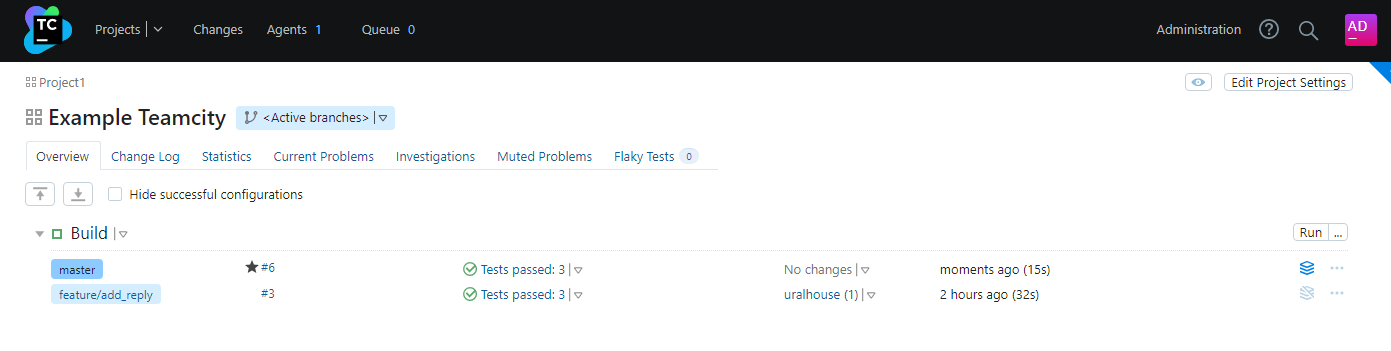 TC Projects Changes Agents 1 Queue 0 Administration AD
Project1 Edit Project Settings
Example Teamcity <Active branches>
Overview Change Log Statistics Current Problems Investigations Muted Problems Flaky Tests 0
Hide successful configurations
Build Run ...
master #6 Tests passed: 3 No changes moments ago (15s)
feature/add_reply #3 Tests passed: 3 uralhouse (1) 2 hours ago (32s)